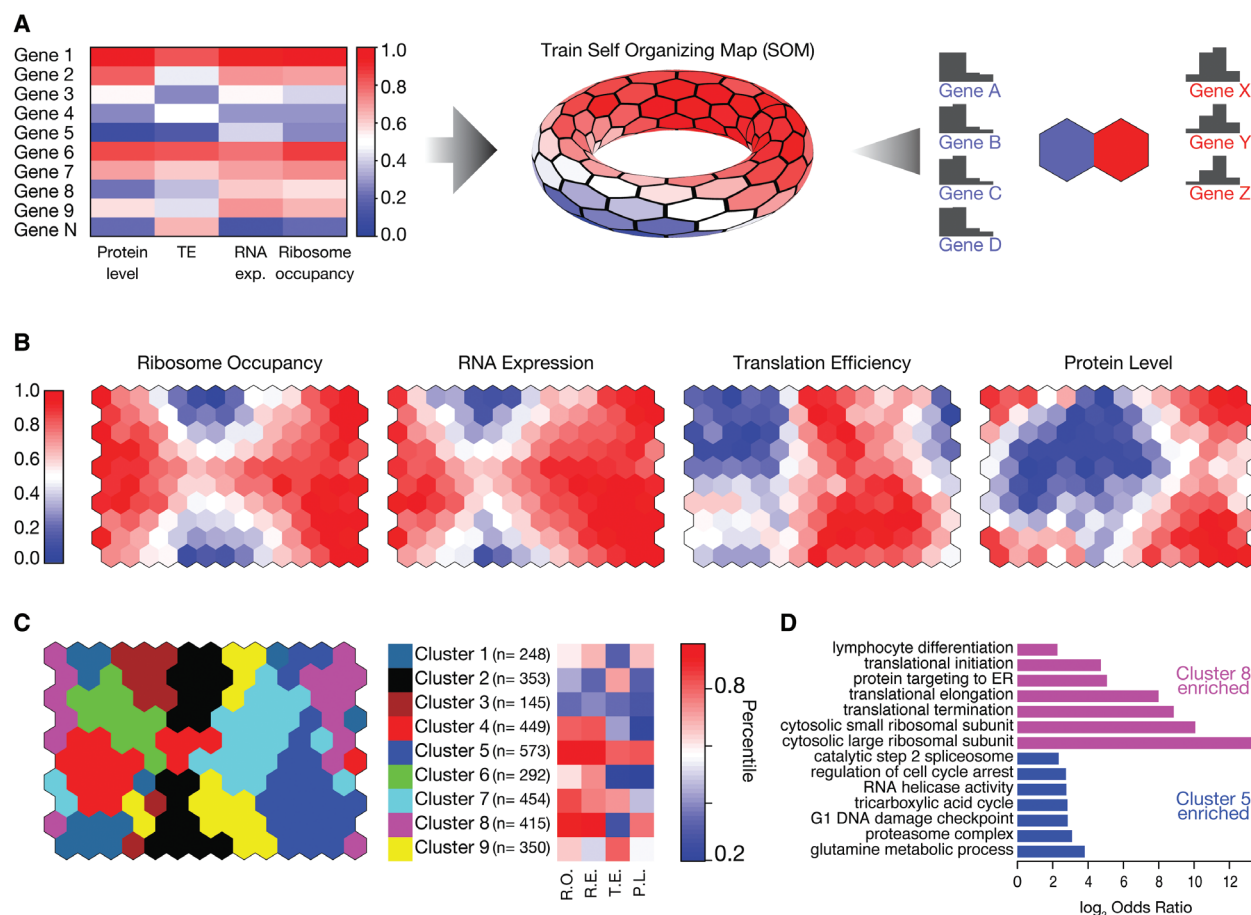 A
Gene 1
Gene 2
Gene 3
Gene 4
Gene 5
Gene 6
Gene 7
Gene 8
Gene 9
Gene N
Protein level
TE
RNA exp.
Ribosome occupancy
1.0
0.8
0.6
0.4
0.2
0.0
Train Self Organizing Map (SOM)
Gene A
Gene B
Gene C
Gene D
Gene X
Gene Y
Gene Z
B
Ribosome Occupancy
RNA Expression
Translation Efficiency
Protein Level
1.0
0.8
0.6
0.4
0.2
0.0
C
Cluster 1 (n= 248)
Cluster 2 (n= 353)
Cluster 3 (n= 145)
Cluster 4 (n= 449)
Cluster 5 (n= 573)
Cluster 6 (n= 292)
Cluster 7 (n= 454)
Cluster 8 (n= 415)
Cluster 9 (n= 350)
R.O.
R.E.
T.E.
P.L.
0.8
0.2
Percentile
D
lymphocyte differentiation
translational initiation
protein targeting to ER
translational elongation
translational termination
cytosolic small ribosomal subunit
cytosolic large ribosomal subunit
catalytic step 2 spliceosome
regulation of cell cycle arrest
RNA helicase activity
tricarboxylic acid cycle
G1 DNA damage checkpoint
proteasome complex
glutamine metabolic process
Cluster 8
enriched
Cluster 5
enriched
0 2 4 6 8 10 12
log₂ Odds Ratio